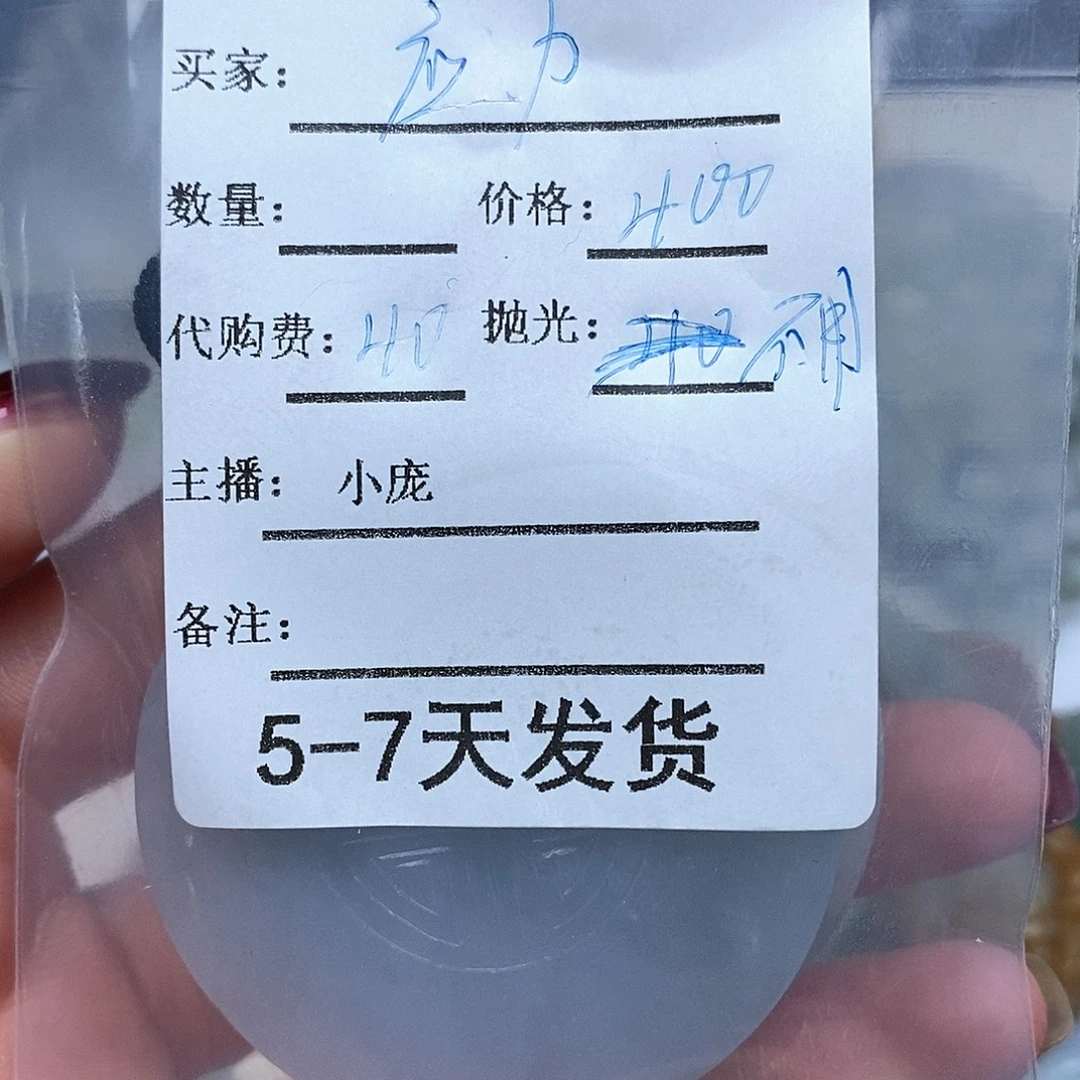 买家：应力
数量： 价格：400
代购费：40 抛光：不用
主播： 小庞
备注：
5-7天发货